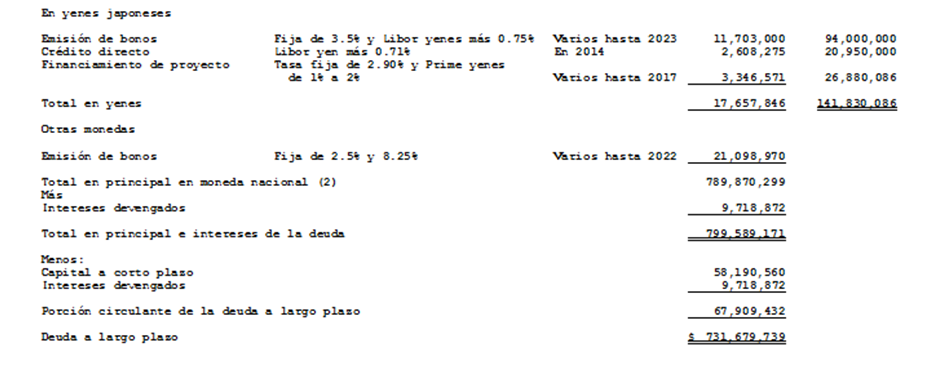 En yenes japoneses
Emisión de bonos Fija de 3.5% y Libor yenes más 0.75% Varios hasta 2023 11,703,000 94,000,000
Crédito directo Libor yen más 0.71% En 2014 2,608,275 20,950,000
Financiamiento de proyecto Tasa fija de 2.90% y Prime yenes
de 1% a 2% Varios hasta 2017 3,346,571 26,880,086
Total en yenes 17,657,846 141,830,086
Otras monedas
Emisión de bonos Fija de 2.5% y 8.25% Varios hasta 2022 21,098,970
Total en principal en moneda nacional (2) 789,870,299
Más
Intereses devengados 9,718,872
Total en principal e intereses de la deuda 799,589,171
Menos:
Capital a corto plazo 58,190,560
Intereses devengados 9,718,872
Porción circulante de la deuda a largo plazo 67,909,432
Deuda a largo plazo $ 731,679,739